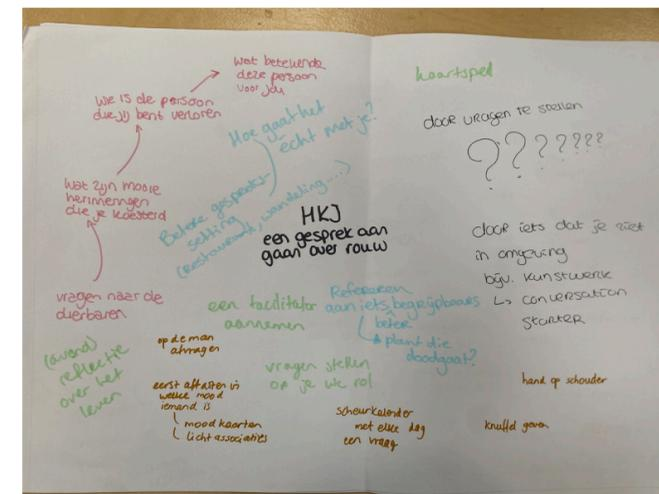 Wat betekende
deze persoon
voor jou
Wie is de persoon
die jij bent verloren
Wat zijn mooie
herinneringen
die je koesterd
vragen naar de
dierbaren
Hoe gaat het
écht met je?
Betere gespreks-
setting
(restaurant, wandeling....)
HKJ
een gesprek aan
gaan over rouw
kaartspel
door vragen te stellen
? ? ? ? ? ? ?
door iets dat je ziet
in omgeving
bijv. kunstwerk
↳ conversation
starter
een facilitator
aannemen
Refereren
aan iets begrijpbaars
beter
plant die
doodgaat?
(avond)
reflectie
over het
leven
op de man
afvragen
eerst aftasten in
welke mood
iemand is
mood kaarten
licht associaties
vragen stellen
op je
rol
scheurkalender
met elke dag
een vraag
hand op schouder
knuffel geven